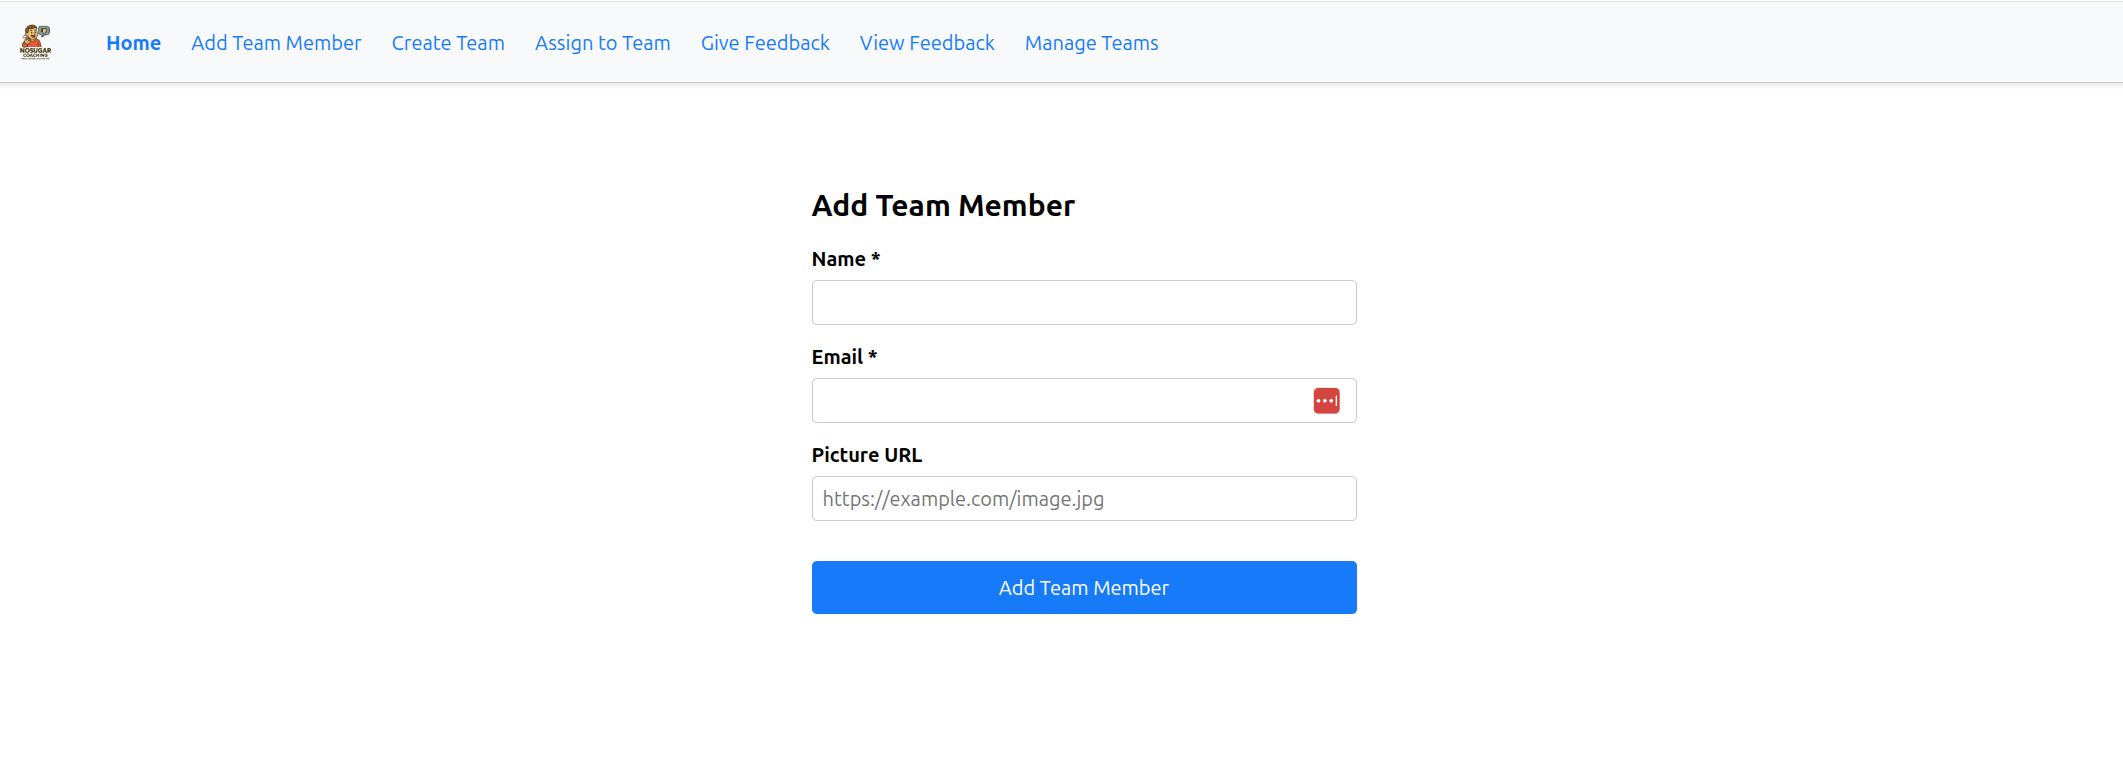 NOSUGAR
COACHING
Home Add Team Member Create Team Assign to Team Give Feedback View Feedback Manage Teams
Add Team Member
Name *
Email *
Picture URL
https://example.com/image.jpg
Add Team Member